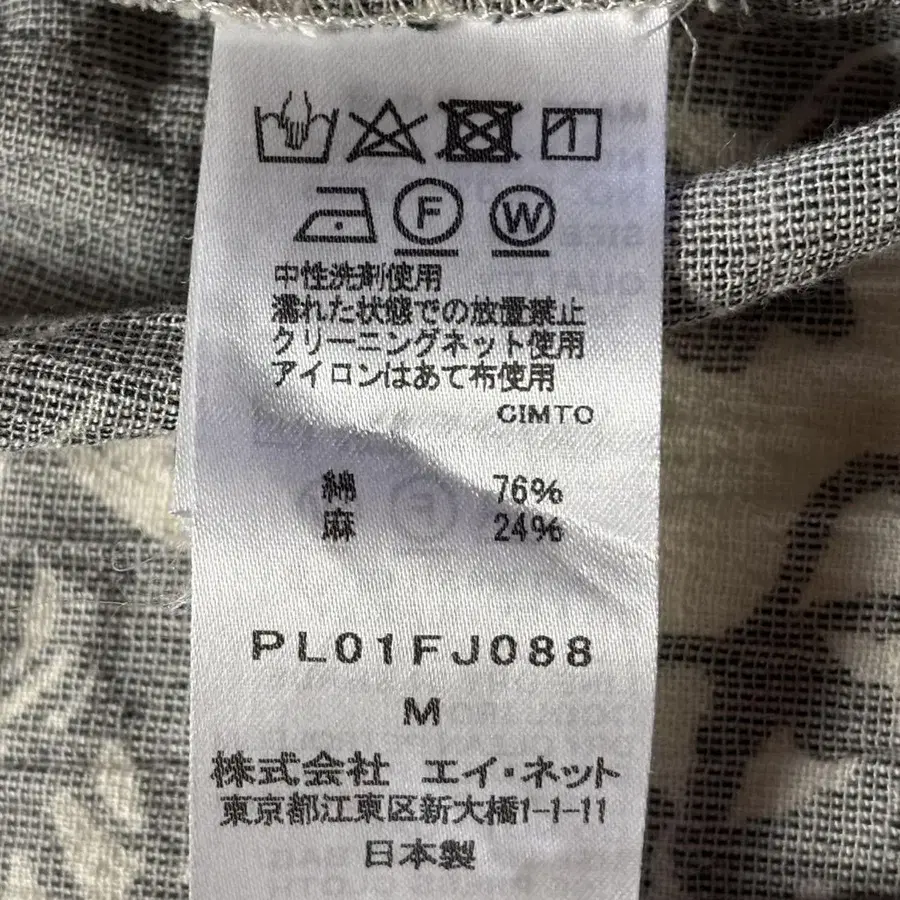 F W
中性洗剤使用
濡れた状態での放置禁止
クリーニングネット使用
アイロンはあて布使用
CIMTO
綿 76%
麻 24%
PL01FJ088
M
株式会社 エイ・ネット
東京都江東区新大橋1-1-11
日本製